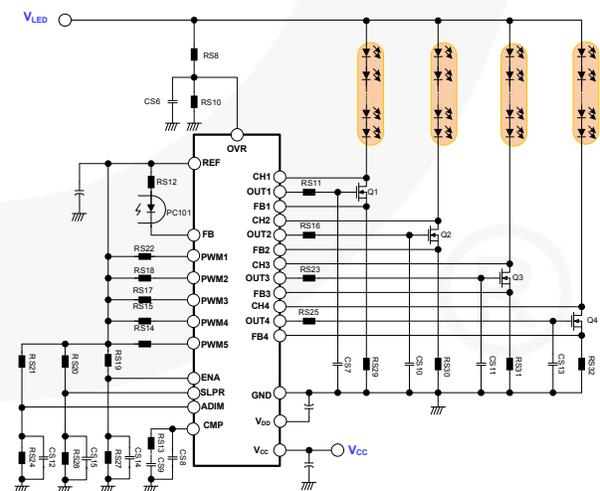 VLED
RS8
CS6
RS10
OVR
REF
RS12
PC101
FB
RS22
PWM1
RS18
PWM2
RS17
PWM3
RS15
PWM4
RS14
PWM5
RS21
RS20
RS19
ENA
SLPR
ADIM
CMP
RS24
CS12
RS28
CS15
RS27
CS14
RS13
CS9
CS8
CH1
RS11
OUT1
Q1
FB1
CH2
RS16
OUT2
Q2
FB2
CH3
RS23
OUT3
Q3
FB3
CH4
RS25
OUT4
Q4
FB4
CS7
RS29
CS10
RS30
CS11
RS31
CS13
RS32
GND
VDD
VCC
VCC
R